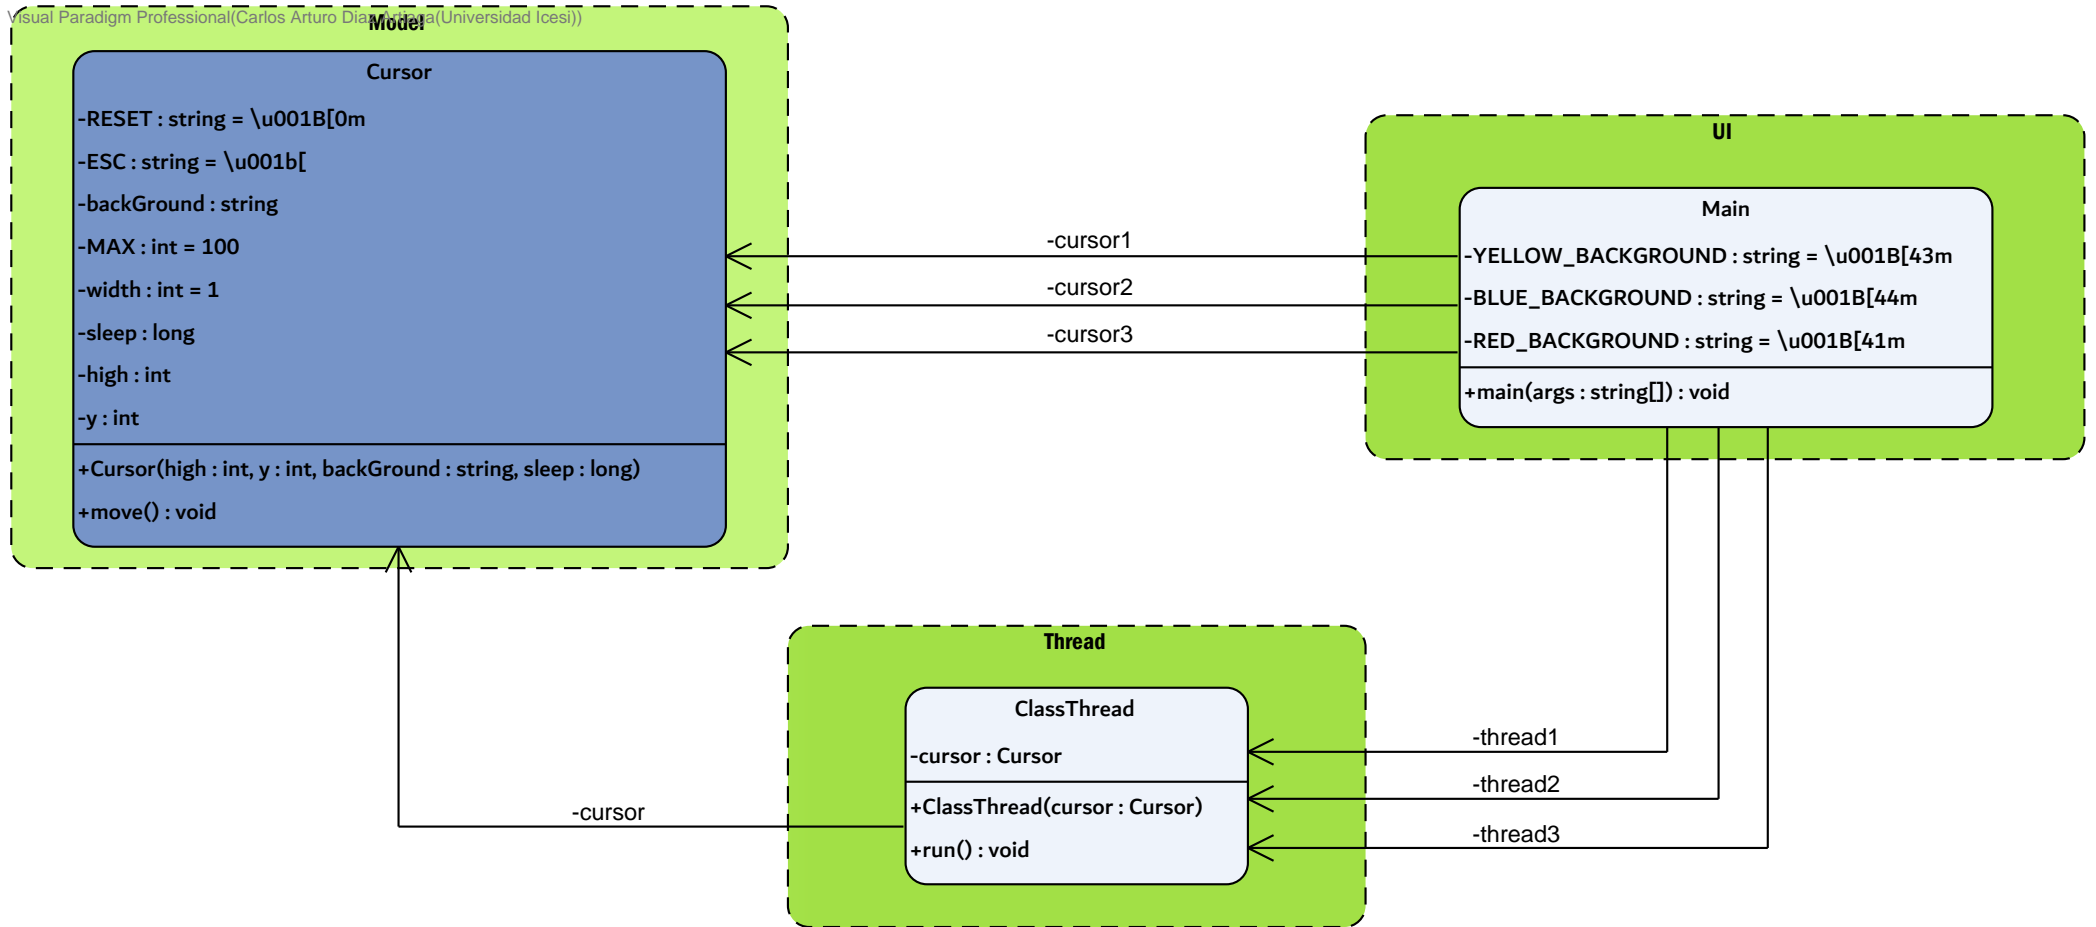 Visual Paradigm Professional(Carlos Arturo Diaz Artiaga(Universidad Icesi))
Model
Cursor
-RESET : string = \u001B[0m
-ESC : string = \u001b[
-backGround : string
-MAX : int = 100
-width : int = 1
-sleep : long
-high : int
-y : int
+Cursor(high : int, y : int, backGround : string, sleep : long)
+move() : void
-cursor1
-cursor2
-cursor3
UI
Main
-YELLOW_BACKGROUND : string = \u001B[43m
-BLUE_BACKGROUND : string = \u001B[44m
-RED_BACKGROUND : string = \u001B[41m
+main(args : string[]) : void
Thread
ClassThread
-cursor : Cursor
+ClassThread(cursor : Cursor)
+run() : void
-cursor
-thread1
-thread2
-thread3